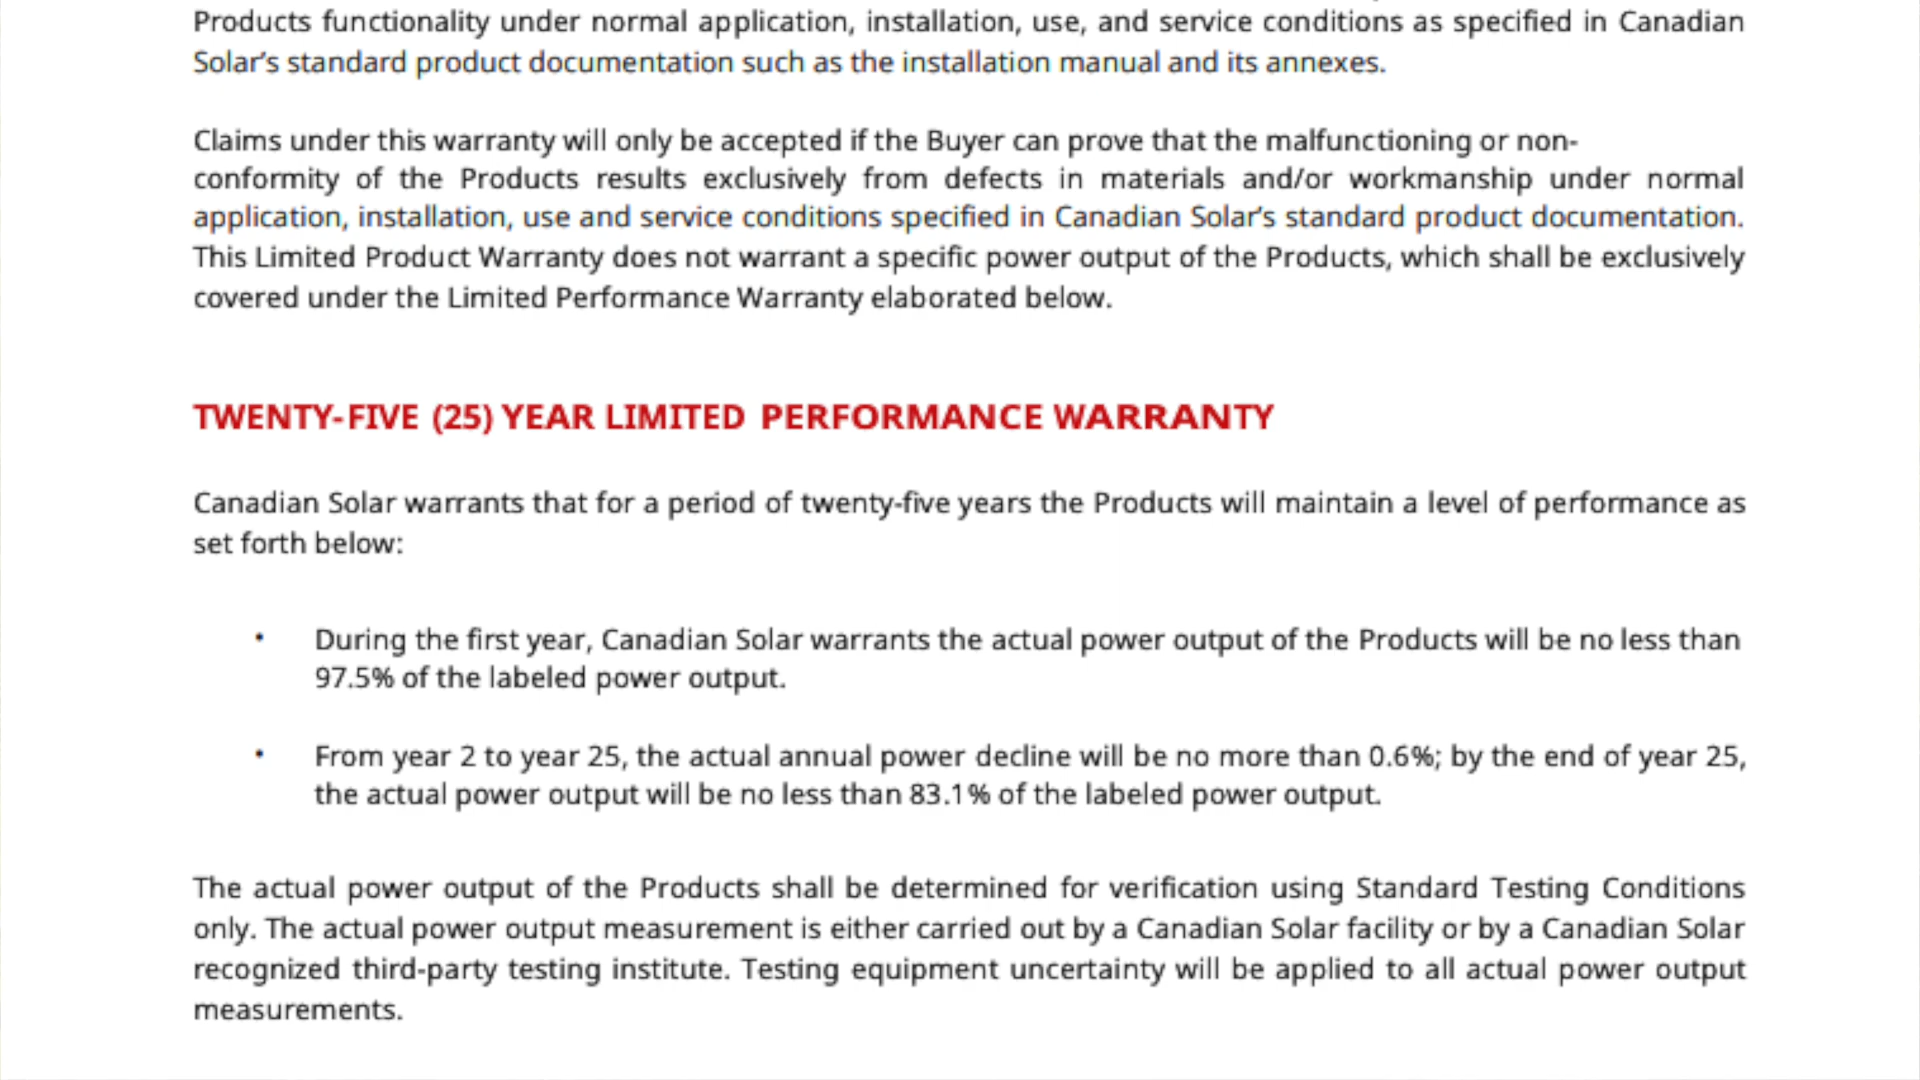 Products functionality under normal application, installation, use, and service conditions as specified in Canadian
Solar’s standard product documentation such as the installation manual and its annexes.
Claims under this warranty will only be accepted if the Buyer can prove that the malfunctioning or non-
conformity of the Products results exclusively from defects in materials and/or workmanship under normal
application, installation, use and service conditions specified in Canadian Solar’s standard product documentation.
This Limited Product Warranty does not warrant a specific power output of the Products, which shall be exclusively
covered under the Limited Performance Warranty elaborated below.
TWENTY-FIVE (25) YEAR LIMITED PERFORMANCE WARRANTY
Canadian Solar warrants that for a period of twenty-five years the Products will maintain a level of performance as
set forth below:
• During the first year, Canadian Solar warrants the actual power output of the Products will be no less than
97.5% of the labeled power output.
• From year 2 to year 25, the actual annual power decline will be no more than 0.6%; by the end of year 25,
the actual power output will be no less than 83.1% of the labeled power output.
The actual power output of the Products shall be determined for verification using Standard Testing Conditions
only. The actual power output measurement is either carried out by a Canadian Solar facility or by a Canadian Solar
recognized third-party testing institute. Testing equipment uncertainty will be applied to all actual power output
measurements.